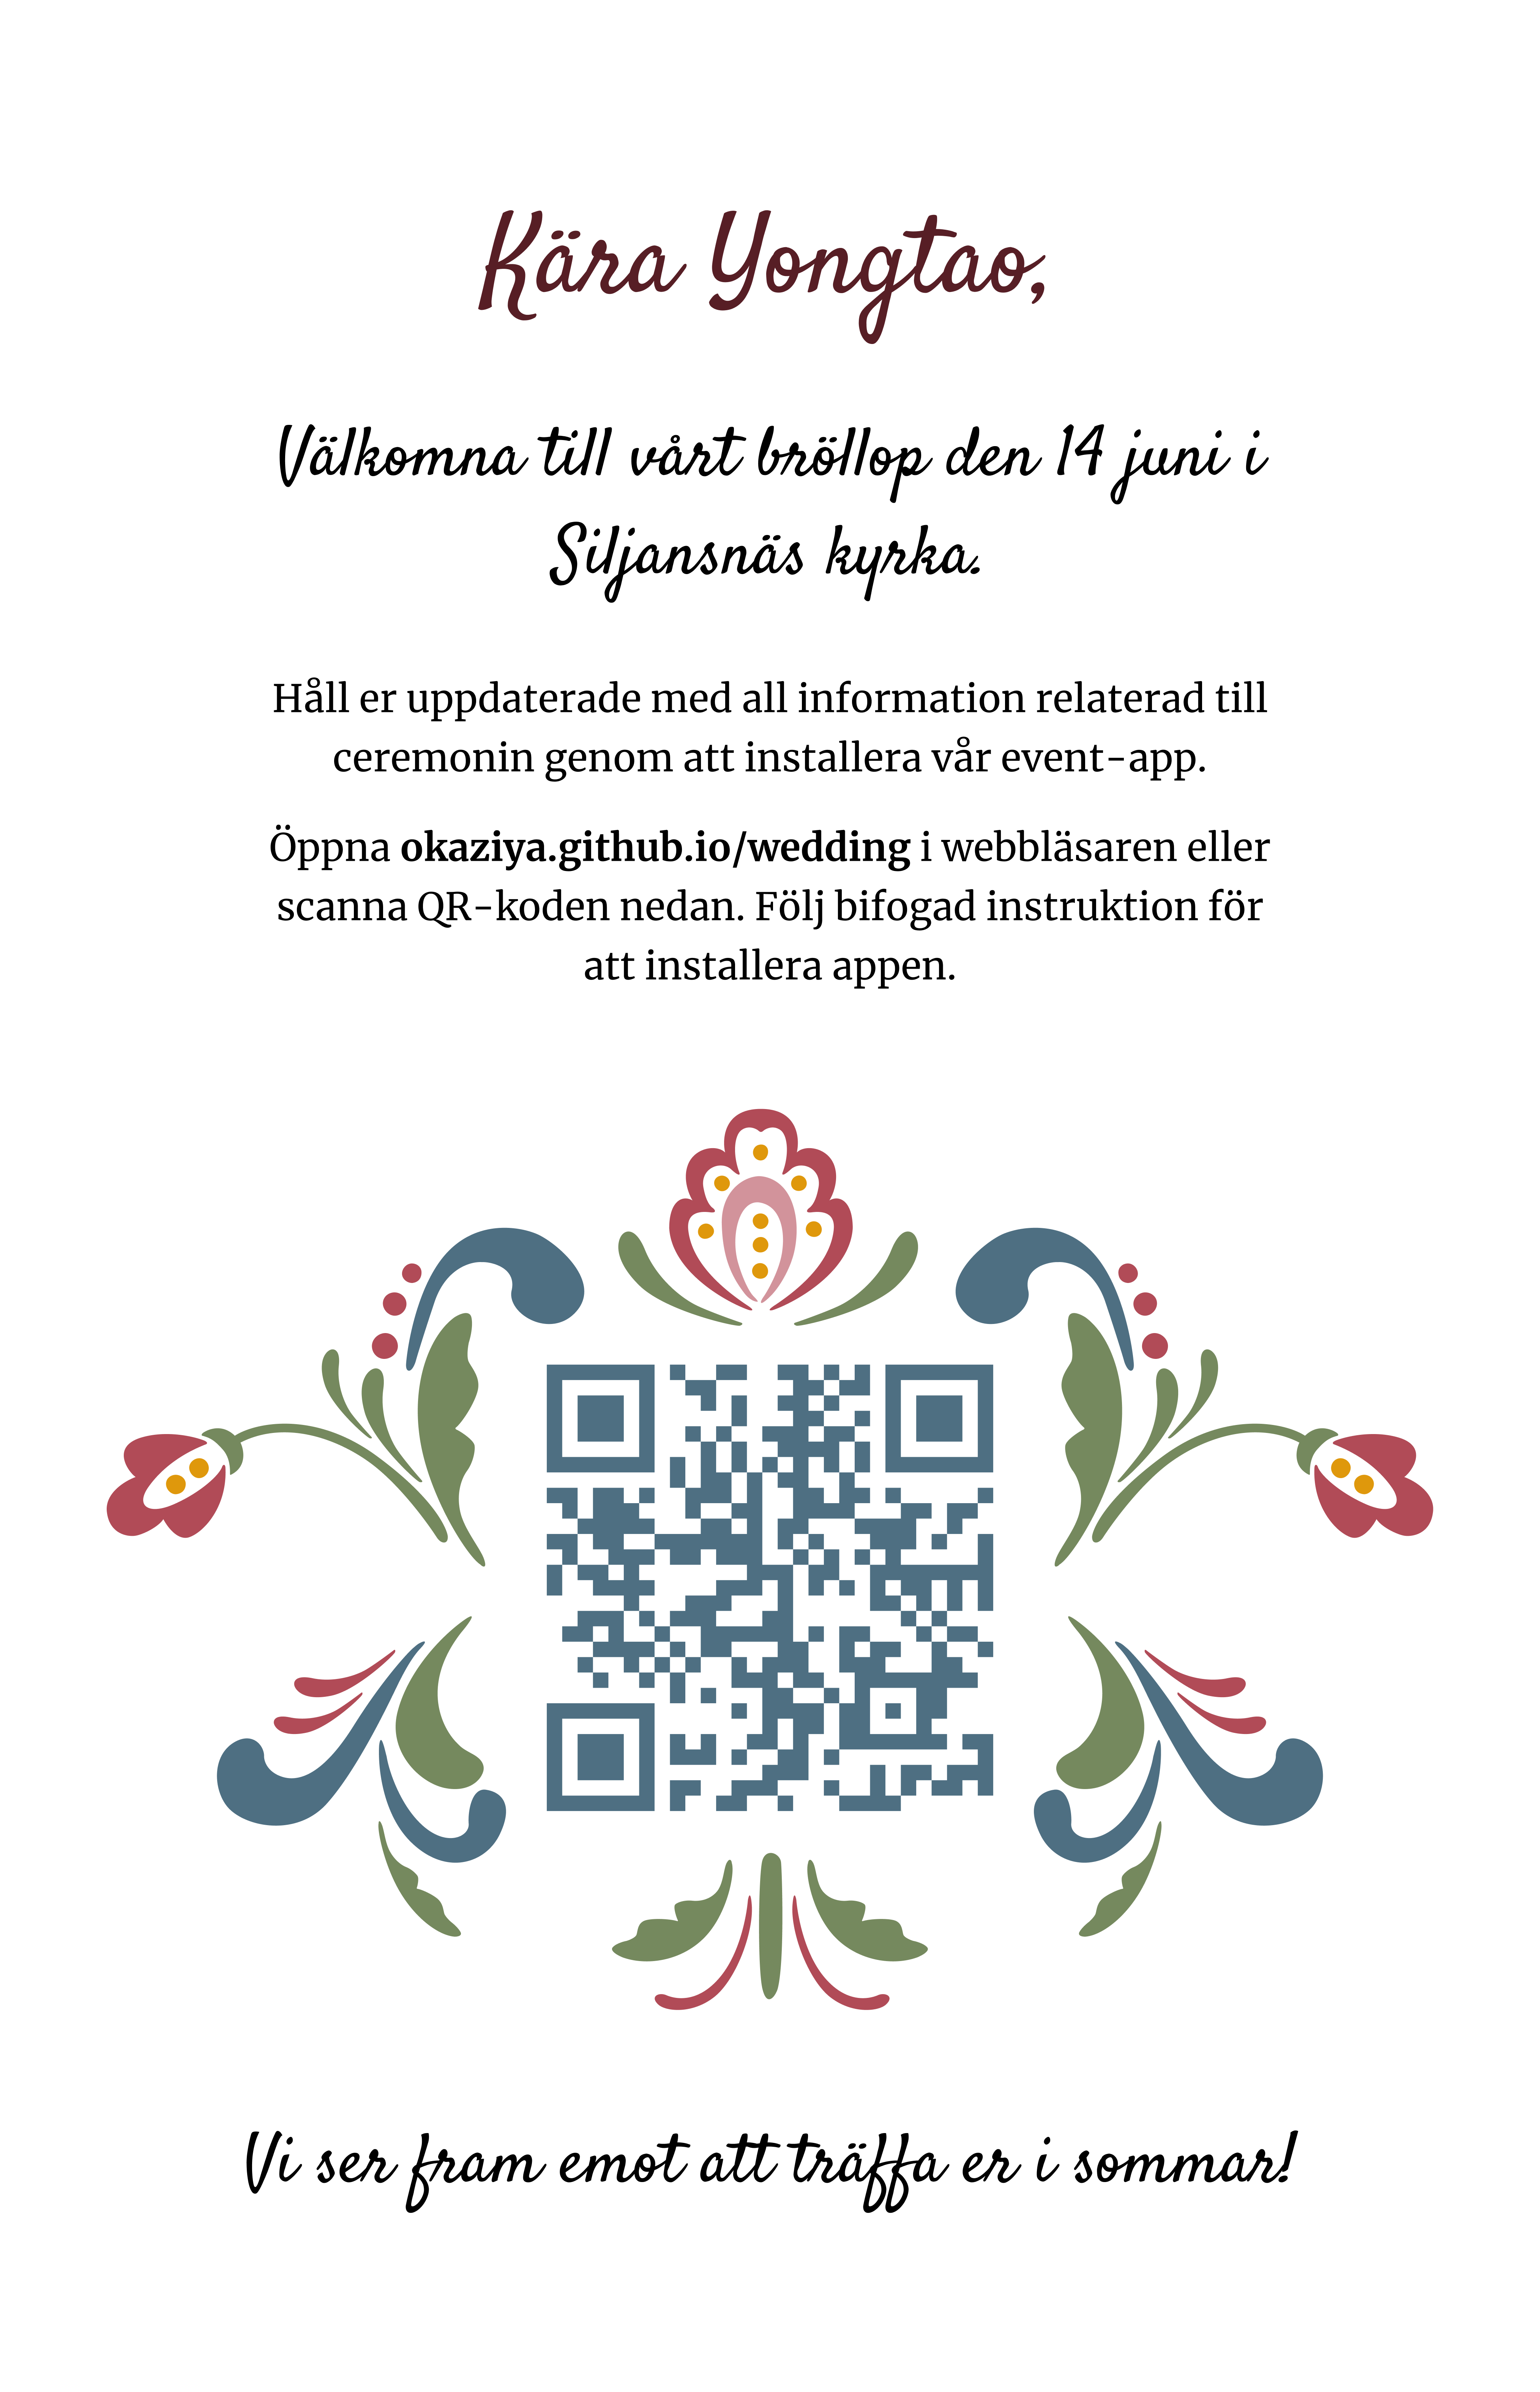 Kära Yongtao,
Välkomna till vårt bröllop den 14 juni i
Siljansnäs kyrka.
Håll er uppdaterade med all information relaterad till
ceremonin genom att installera vår event-app.
Öppna okaziya.github.io/wedding i webbläsaren eller
scanna QR-koden nedan. Följ bifogad instruktion för
att installera appen.
Vi ser fram emot att träffa er i sommar!